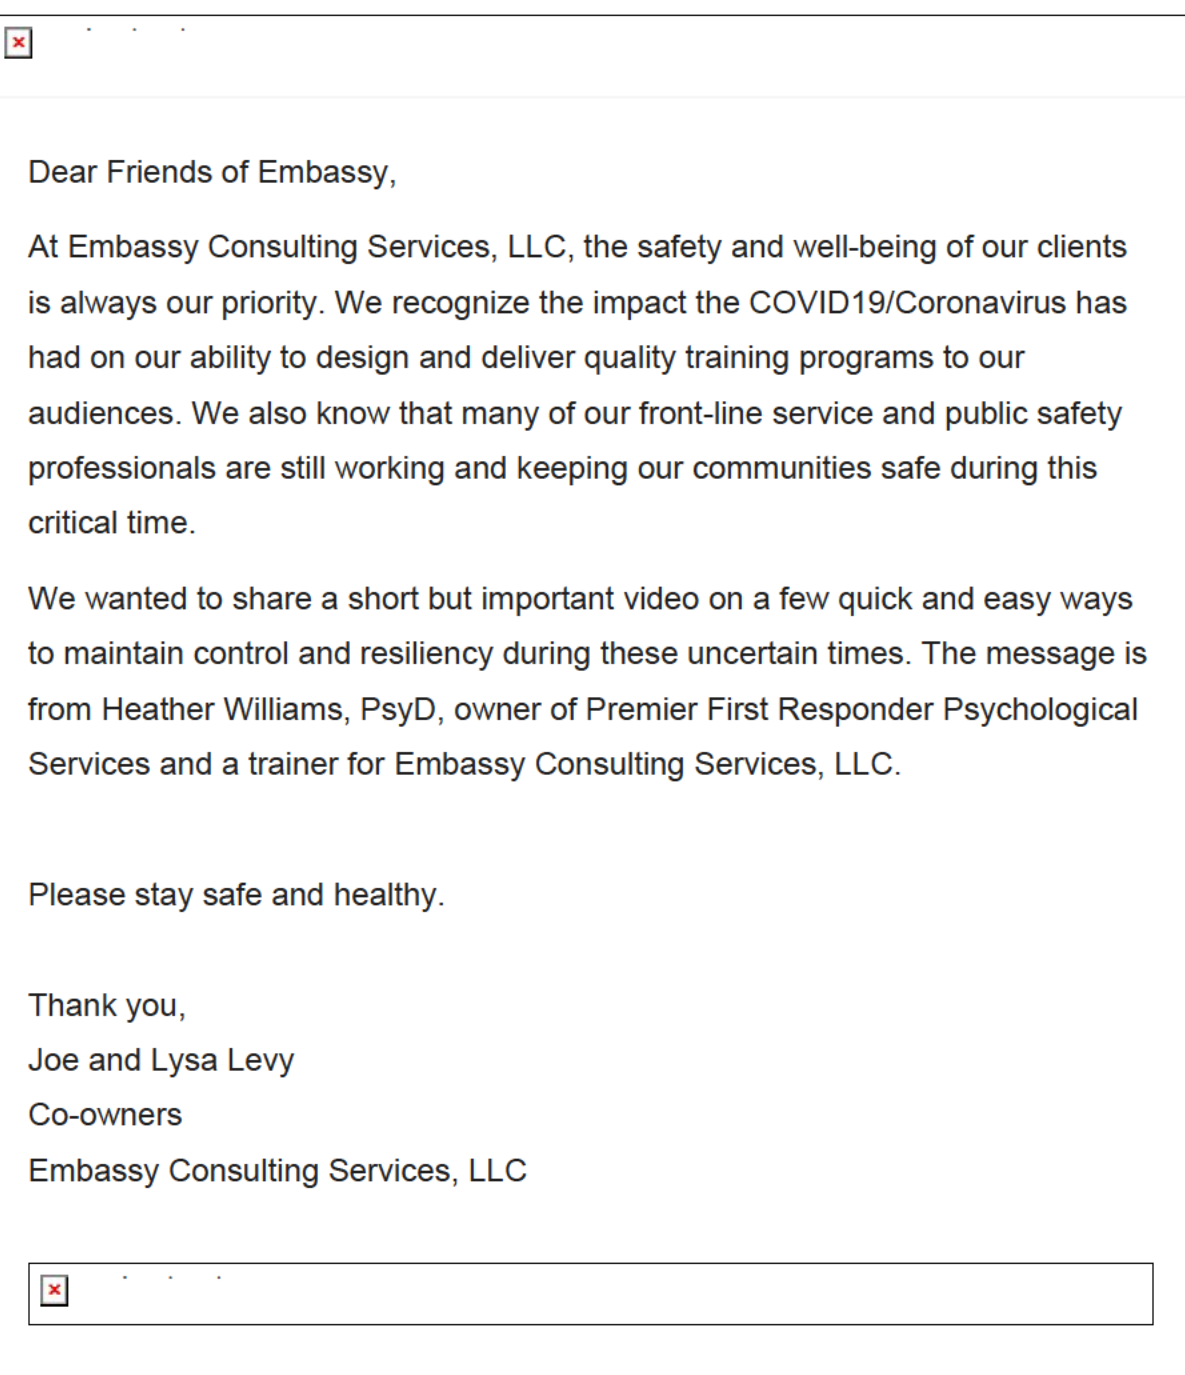 Dear Friends of Embassy,
At Embassy Consulting Services, LLC, the safety and well-being of our clients
is always our priority. We recognize the impact the COVID19/Coronavirus has
had on our ability to design and deliver quality training programs to our
audiences. We also know that many of our front-line service and public safety
professionals are still working and keeping our communities safe during this
critical time.
We wanted to share a short but important video on a few quick and easy ways
to maintain control and resiliency during these uncertain times. The message is
from Heather Williams, PsyD, owner of Premier First Responder Psychological
Services and a trainer for Embassy Consulting Services, LLC.
Please stay safe and healthy.
Thank you,
Joe and Lysa Levy
Co-owners
Embassy Consulting Services, LLC